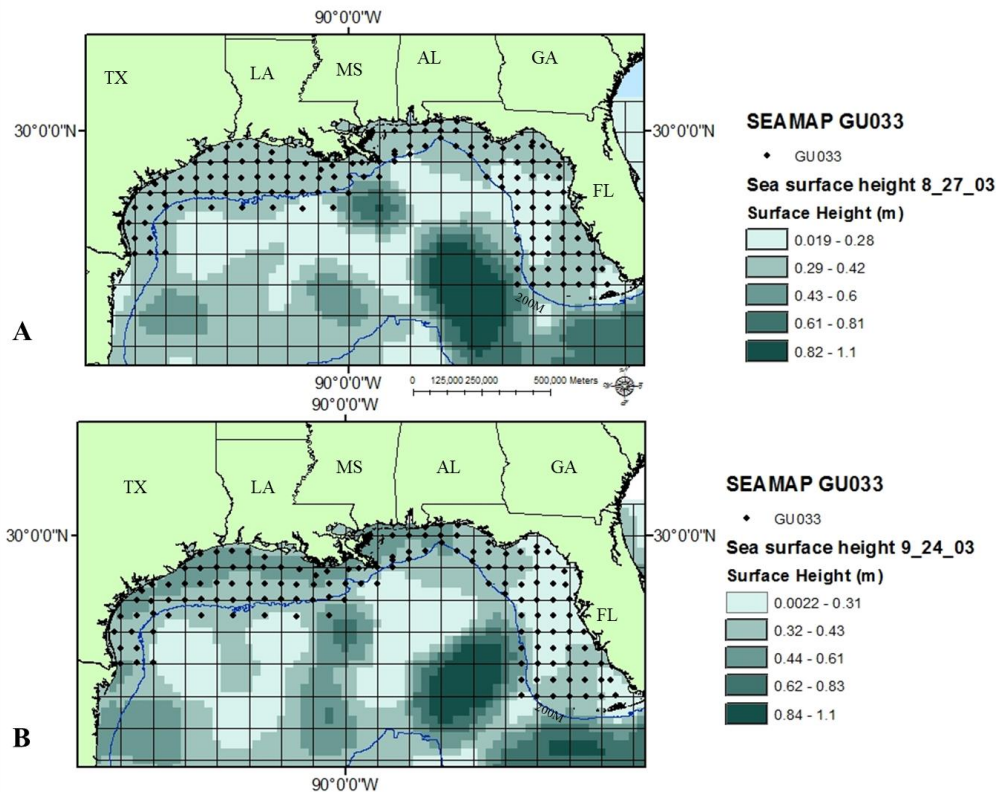 90°0'0"W
TX
LA
MS
AL
GA
30°0'0"N
30°0'0"N
FL
200M
A
90°0'0"W
0 125,000 250,000 500,000 Meters
SEAMAP GU033
GU033
Sea surface height 8_27_03
Surface Height (m)
0.019 - 0.28
0.29 - 0.42
0.43 - 0.6
0.61 - 0.81
0.82 - 1.1
90°0'0"W
TX
LA
MS
AL
GA
30°0'0"N
30°0'0"N
FL
200M
B
90°0'0"W
SEAMAP GU033
GU033
Sea surface height 9_24_03
Surface Height (m)
0.0022 - 0.31
0.32 - 0.43
0.44 - 0.61
0.62 - 0.83
0.84 - 1.1